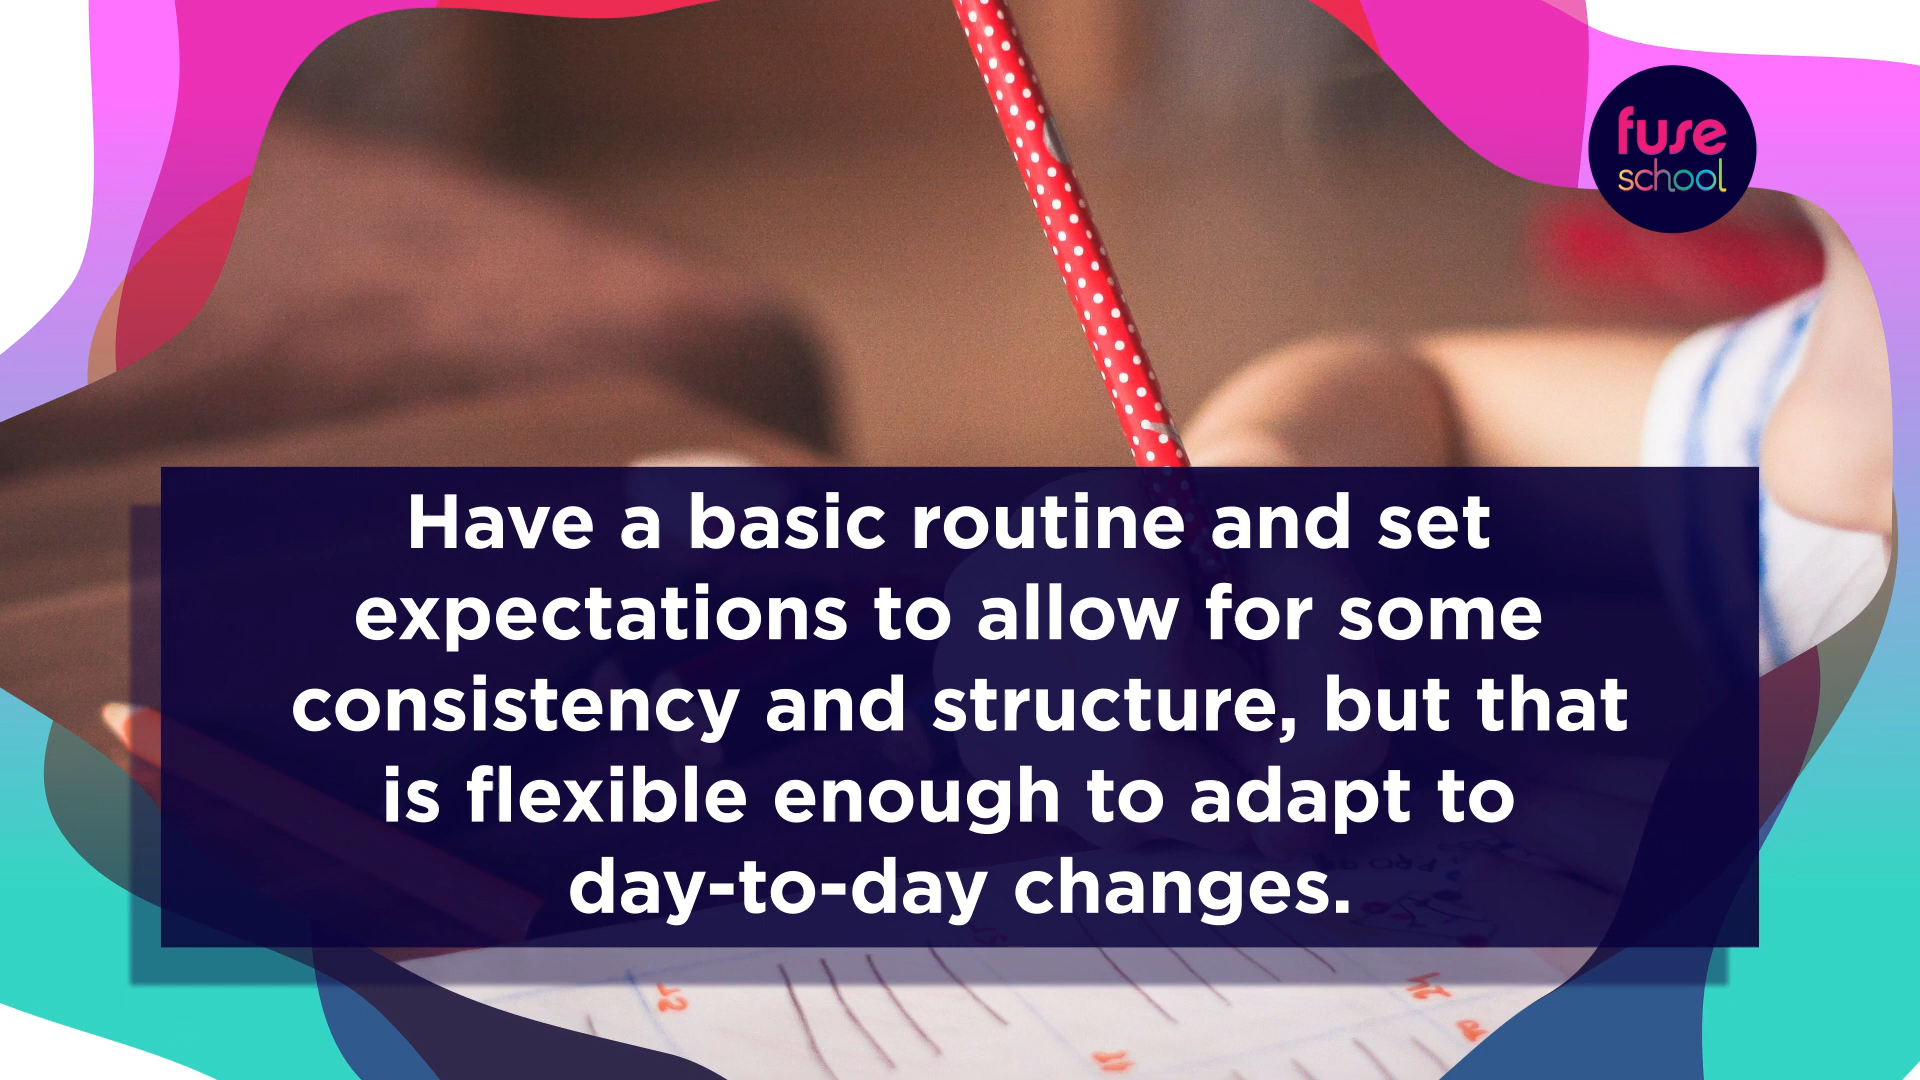 fuse
school
Have a basic routine and set
expectations to allow for some
consistency and structure, but that
is flexible enough to adapt to
day-to-day changes.